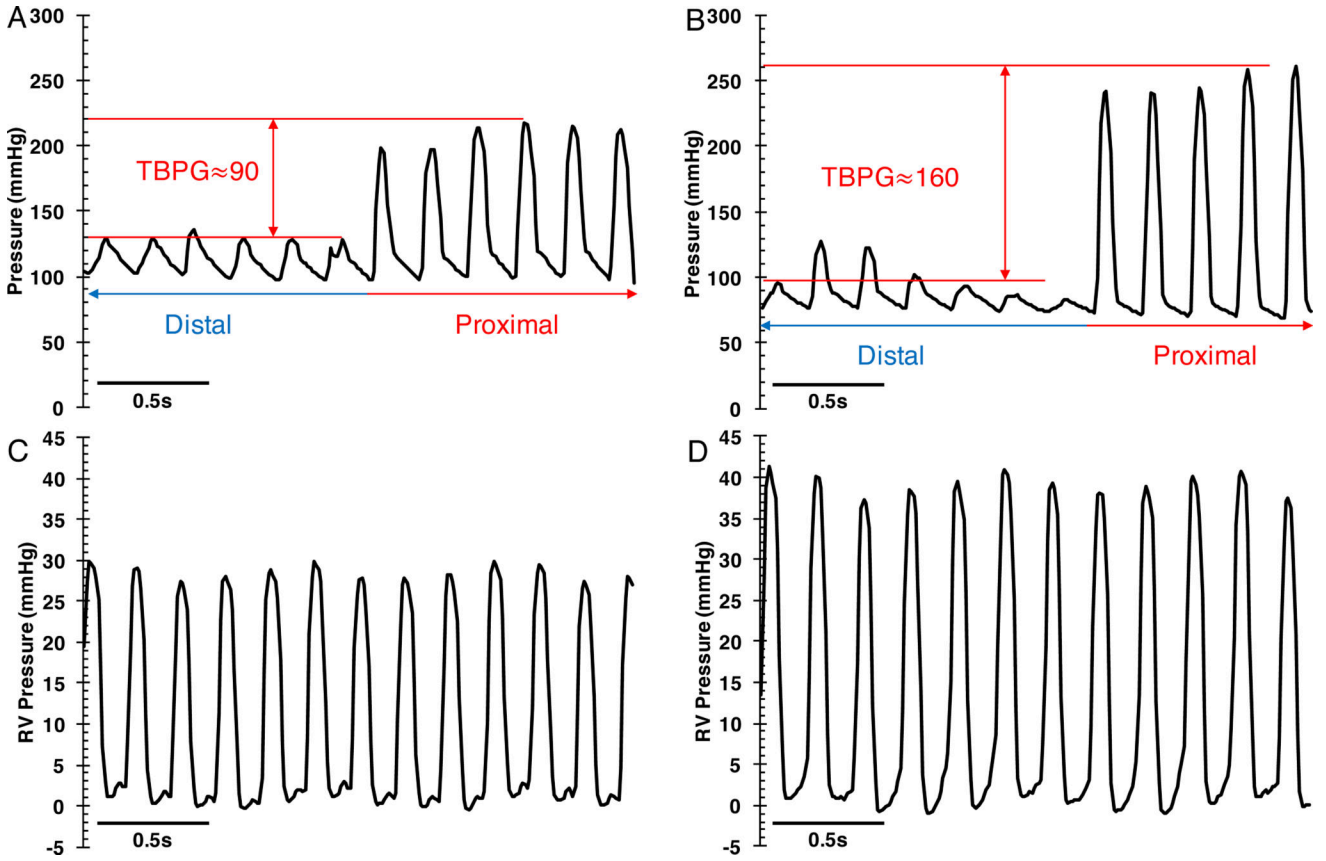 A
Pressure (mmHg)
300
250
200
150
100
50
0
TBPG≈90
Distal
Proximal
0.5s
B
Pressure (mmHg)
300
250
200
150
100
50
0
TBPG≈160
Distal
Proximal
0.5s
C
RV Pressure (mmHg)
45
40
35
30
25
20
15
10
5
0
-5
0.5s
D
RV Pressure (mmHg)
45
40
35
30
25
20
15
10
5
0
-5
0.5s